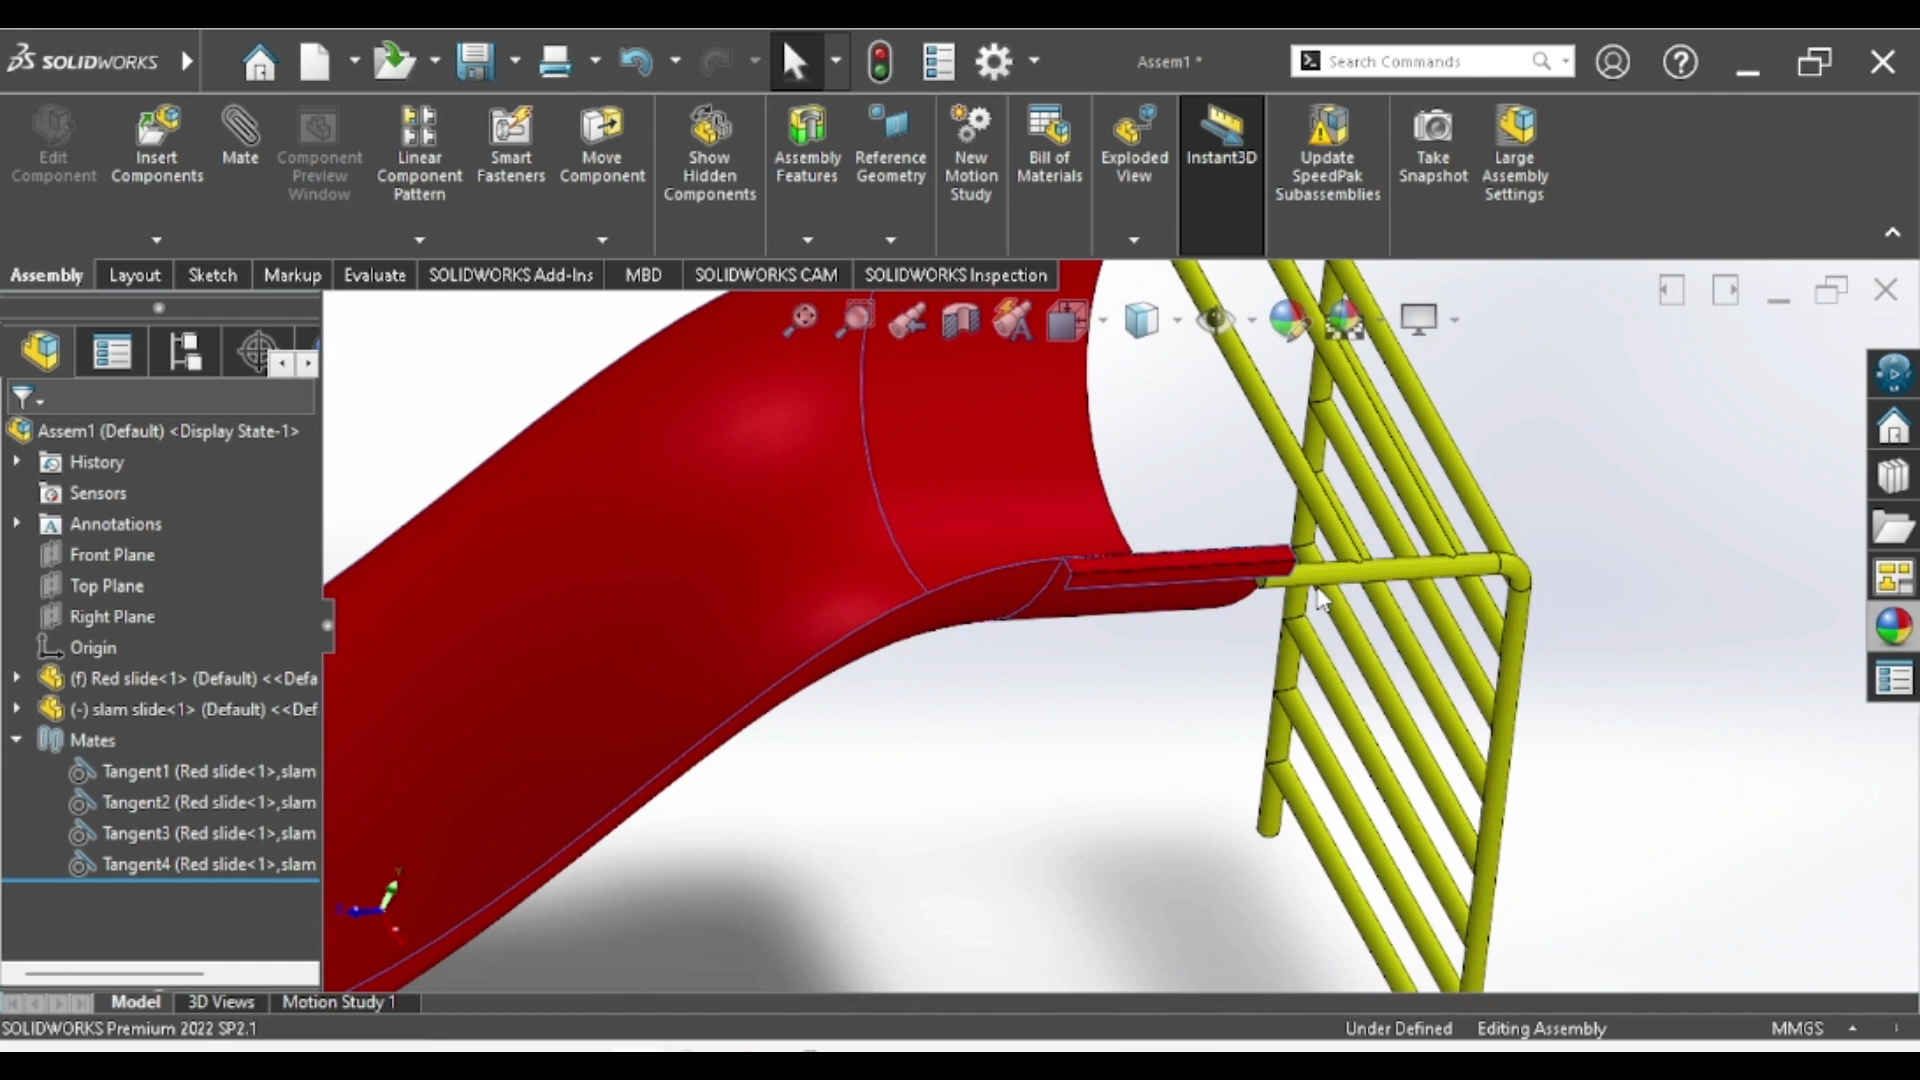 SOLIDWORKS
Assem1 *
Search Commands
Edit Component
Insert Components
Mate
Component Preview Window
Linear Component Pattern
Smart Fasteners
Move Component
Show Hidden Components
Assembly Features
Reference Geometry
New Motion Study
Bill of Materials
Exploded View
Instant3D
Update SpeedPak Subassemblies
Take Snapshot
Large Assembly Settings
Assembly
Layout
Sketch
Markup
Evaluate
SOLIDWORKS Add-Ins
MBD
SOLIDWORKS CAM
SOLIDWORKS Inspection
Assem1 (Default) <Display State-1>
History
Sensors
Annotations
Front Plane
Top Plane
Right Plane
Origin
(f) Red slide<1> (Default) <<Defa
(-) slam slide<1> (Default) <<Def
Mates
Tangent1 (Red slide<1>,slam
Tangent2 (Red slide<1>,slam
Tangent3 (Red slide<1>,slam
Tangent4 (Red slide<1>,slam
Model
3D Views
Motion Study 1
SOLIDWORKS Premium 2022 SP2.1
Under Defined
Editing Assembly
MMGS